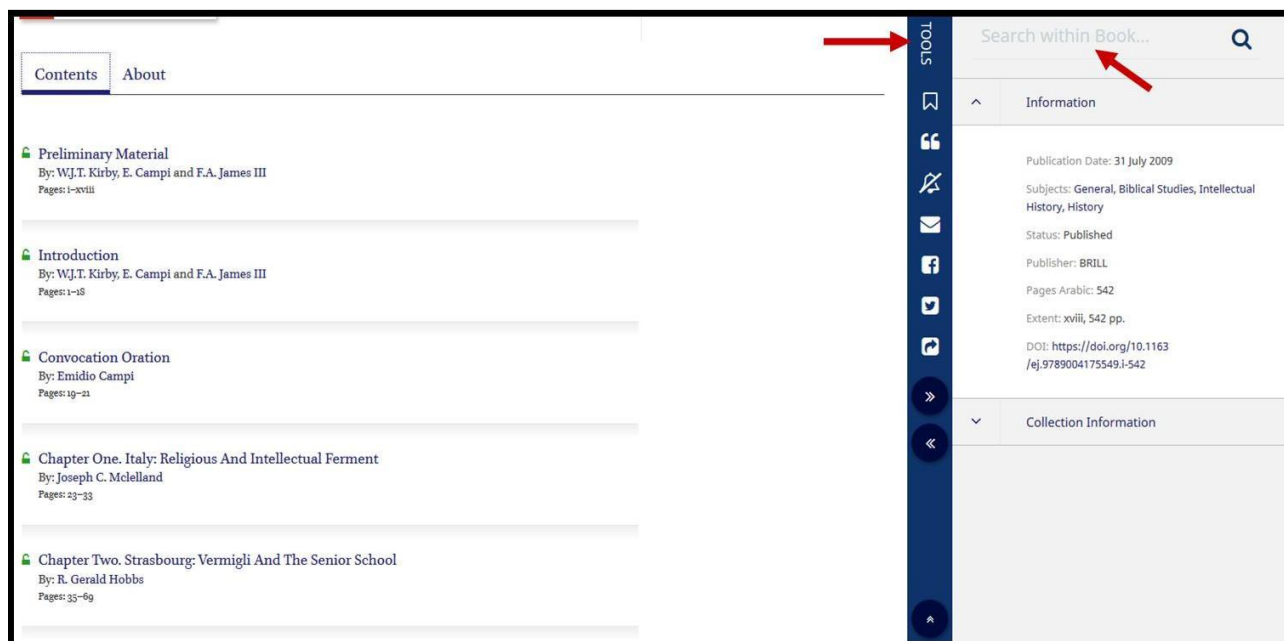 Contents About
Preliminary Material
By: W.J.T. Kirby, E. Campi and F.A. James III
Pages: i–xviii
Introduction
By: W.J.T. Kirby, E. Campi and F.A. James III
Pages: 1–18
Convocation Oration
By: Emidio Campi
Pages: 19–21
Chapter One. Italy: Religious And Intellectual Ferment
By: Joseph C. Mclelland
Pages: 23–33
Chapter Two. Strasbourg: Vermigli And The Senior School
By: R. Gerald Hobbs
Pages: 35–69
TOOLS
Search within Book...
Information
Publication Date: 31 July 2009
Subjects: General, Biblical Studies, Intellectual
History, History
Status: Published
Publisher: BRILL
Pages Arabic: 542
Extent: xviii, 542 pp.
DOI: https://doi.org/10.1163
/ej.9789004175549.i-542
Collection Information